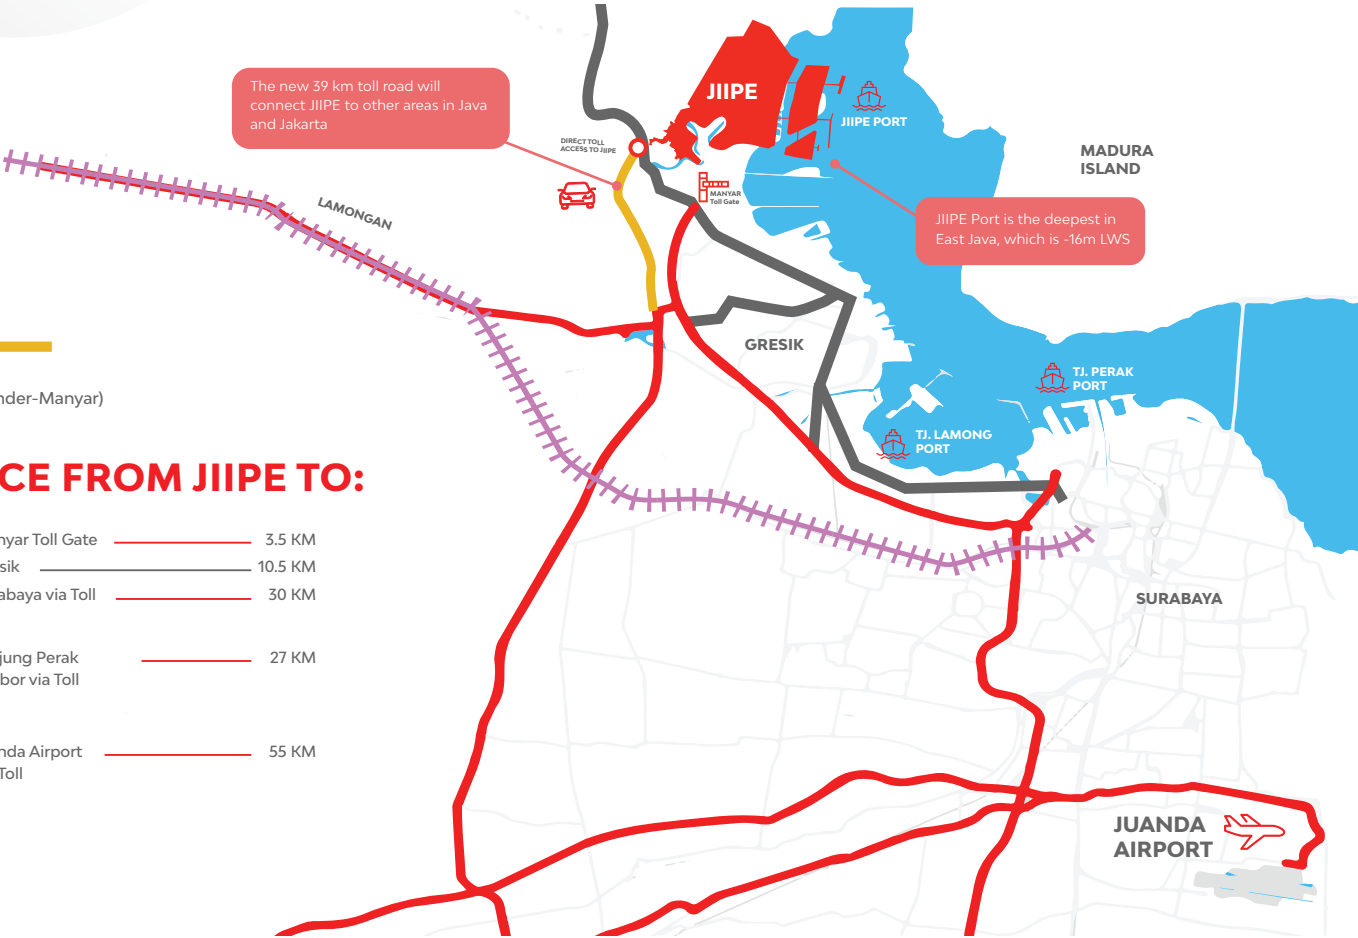 The new 39 km toll road will
connect JIIPE to other areas in Java
and Jakarta
DIRECT TOLL
ACCESS TO JIIPE
JIIPE
JIIPE PORT
MADURA
ISLAND
MANYAR
Toll Gate
LAMONGAN
JIIPE Port is the deepest in
East Java, which is -16m LWS
GRESIK
TJ. PERAK
PORT
TJ. LAMONG
PORT
nder-Manyar)
CE FROM JIIPE TO:
nyar Toll Gate 3.5 KM
sik 10.5 KM
abaya via Toll 30 KM
jung Perak 27 KM
bor via Toll
nda Airport 55 KM
Toll
SURABAYA
JUANDA
AIRPORT